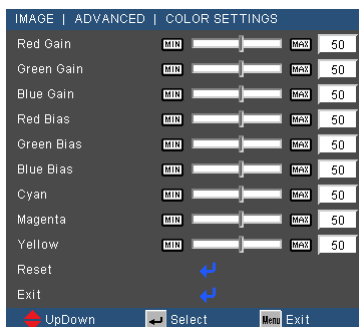 IMAGE | ADVANCED | COLOR SETTINGS
Red Gain MIN MAX 50
Green Gain MIN MAX 50
Blue Gain MIN MAX 50
Red Bias MIN MAX 50
Green Bias MIN MAX 50
Blue Bias MIN MAX 50
Cyan MIN MAX 50
Magenta MIN MAX 50
Yellow MIN MAX 50
Reset
Exit
UpDown Select Menu Exit